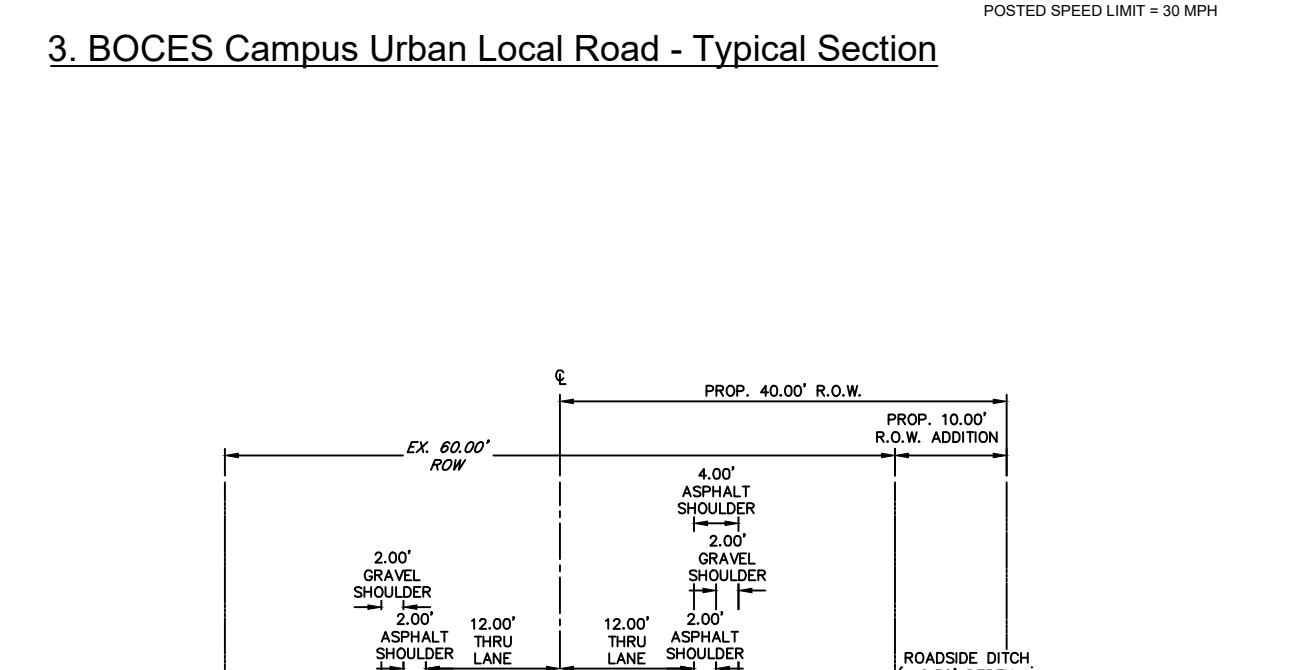 POSTED SPEED LIMIT = 30 MPH
3. BOCES Campus Urban Local Road - Typical Section
℄
PROP. 40.00' R.O.W.
PROP. 10.00'
R.O.W. ADDITION
EX. 60.00'
ROW
4.00'
ASPHALT
SHOULDER
2.00'
GRAVEL
SHOULDER
2.00'
GRAVEL
SHOULDER
2.00'
ASPHALT
SHOULDER
12.00'
THRU
LANE
12.00'
THRU
LANE
2.00'
ASPHALT
SHOULDER
ROADSIDE DITCH